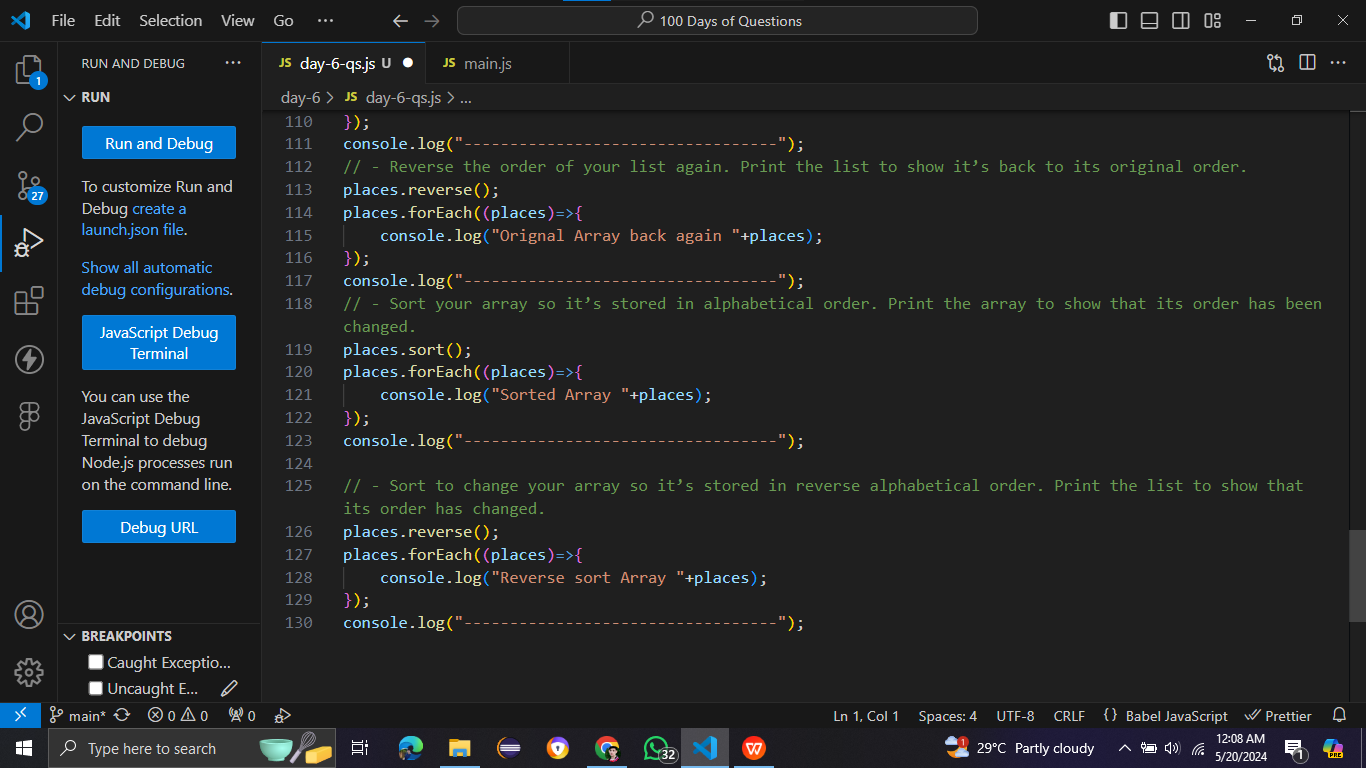 File Edit Selection View Go ···
100 Days of Questions
RUN AND DEBUG ···
RUN
Run and Debug
To customize Run and
Debug create a
launch.json file.
Show all automatic
debug configurations.
JavaScript Debug
Terminal
You can use the
JavaScript Debug
Terminal to debug
Node.js processes run
on the command line.
Debug URL
BREAKPOINTS
Caught Exceptio...
Uncaught E...
1
27
JS day-6-qs.js U
JS main.js
day-6 > JS day-6-qs.js > ...
110 });
111 console.log("----------------------------------");
112 // - Reverse the order of your list again. Print the list to show it’s back to its original order.
113 places.reverse();
114 places.forEach((places)=>{
115 console.log("Orignal Array back again "+places);
116 });
117 console.log("----------------------------------");
118 // - Sort your array so it’s stored in alphabetical order. Print the array to show that its order has been
changed.
119 places.sort();
120 places.forEach((places)=>{
121 console.log("Sorted Array "+places);
122 });
123 console.log("----------------------------------");
124
125 // - Sort to change your array so it’s stored in reverse alphabetical order. Print the list to show that
its order has changed.
126 places.reverse();
127 places.forEach((places)=>{
128 console.log("Reverse sort Array "+places);
129 });
130 console.log("----------------------------------");
main* 0 0 0
Ln 1, Col 1 Spaces: 4 UTF-8 CRLF {} Babel JavaScript Prettier
Type here to search
32
1
29°C Partly cloudy
12:08 AM
5/20/2024
1
PRE